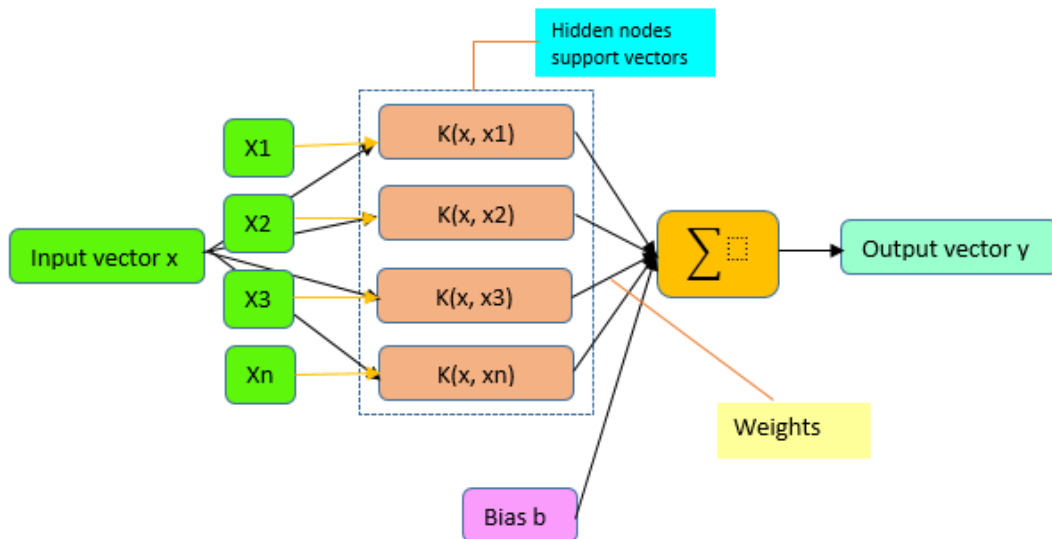 Hidden nodes
support vectors
X1
K(x, x1)
X2
K(x, x2)
Input vector x
∑
Output vector y
X3
K(x, x3)
Xn
K(x, xn)
Weights
Bias b